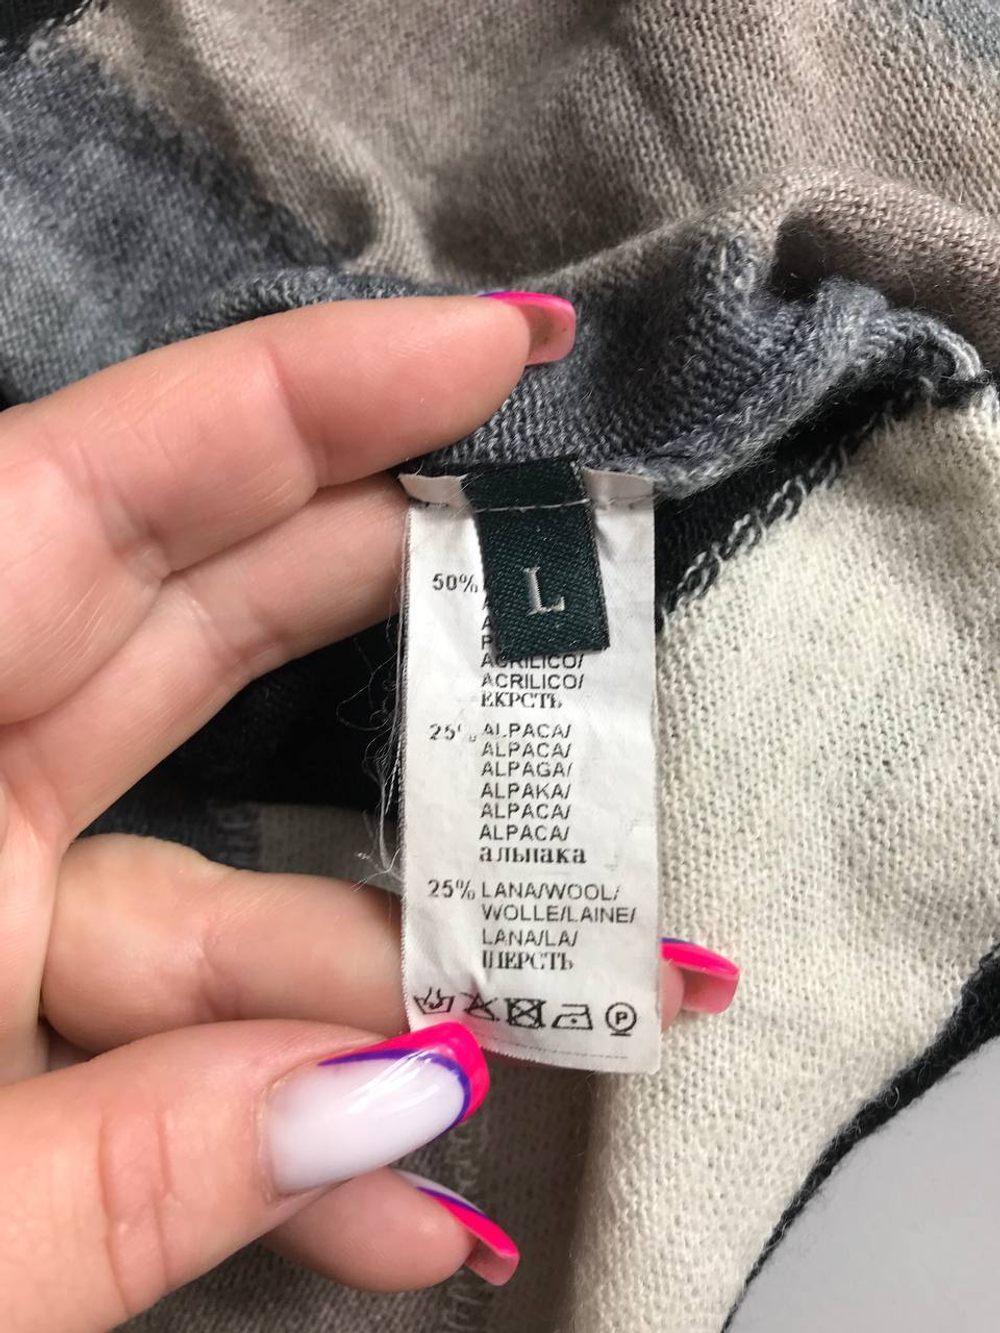 L
50%
ACRILICO/
ACRILICO/
ЕКРСТЬ
25% ALPACA/
ALPACA/
ALPAGA/
ALPAKA/
ALPACA/
ALPACA/
альпака
25% LANA/WOOL/
WOLLE/LAINE/
LANA/LA/
ШЕРСТЬ
P